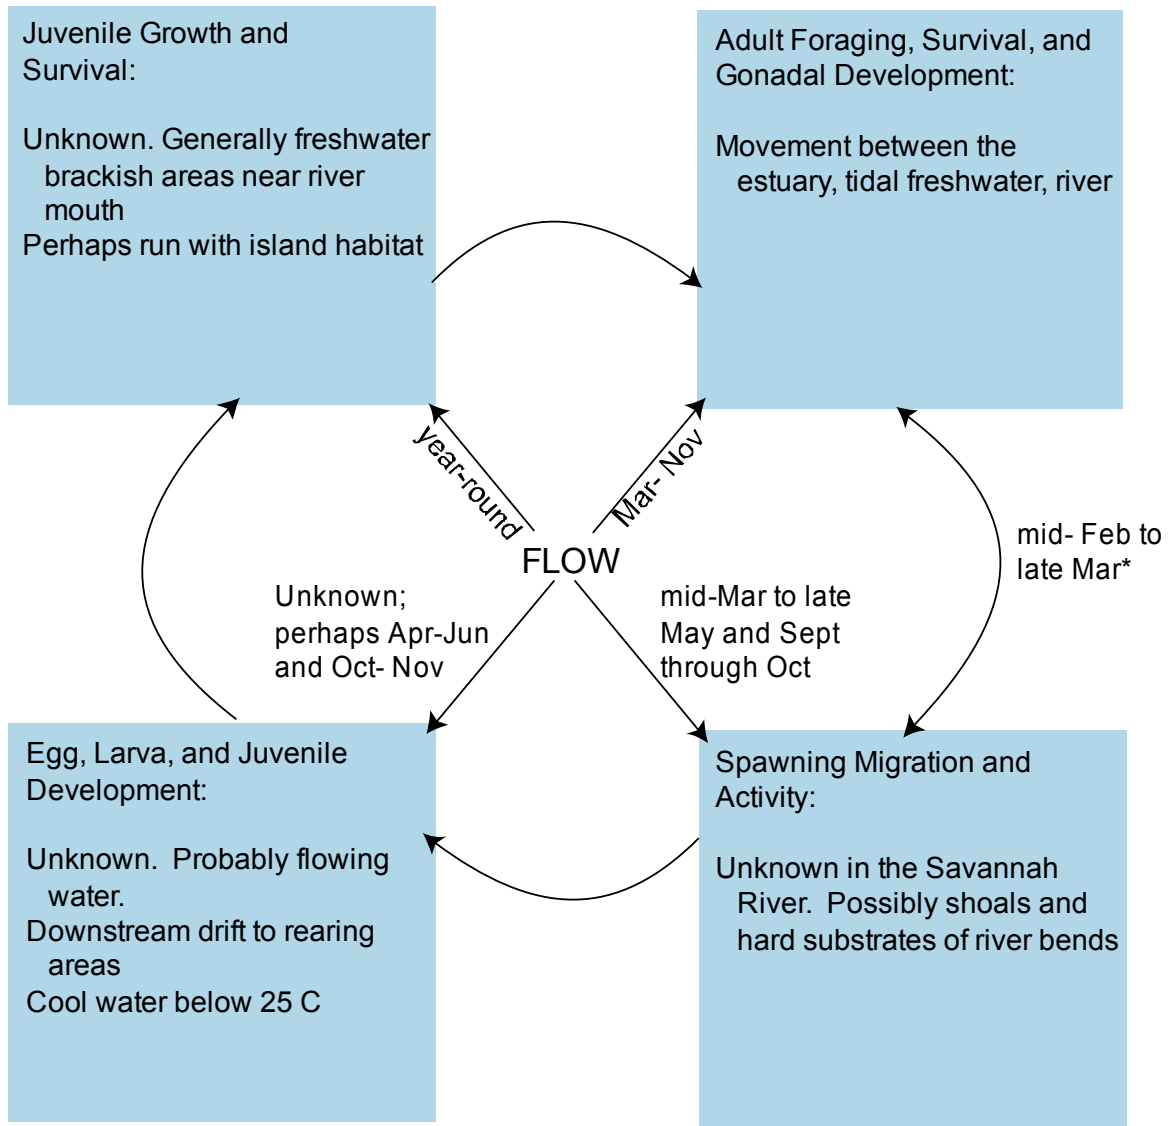 Juvenile Growth and
Survival:
Unknown. Generally freshwater
brackish areas near river
mouth
Perhaps run with island habitat
Adult Foraging, Survival, and
Gonadal Development:
Movement between the
estuary, tidal freshwater, river
year-round
Mar- Nov
FLOW
mid- Feb to
late Mar*
Unknown;
perhaps Apr-Jun
and Oct- Nov
mid-Mar to late
May and Sept
through Oct
Egg, Larva, and Juvenile
Development:
Unknown.  Probably flowing
water.
Downstream drift to rearing
areas
Cool water below 25 C
Spawning Migration and
Activity:
Unknown in the Savannah
River.  Possibly shoals and
hard substrates of river bends